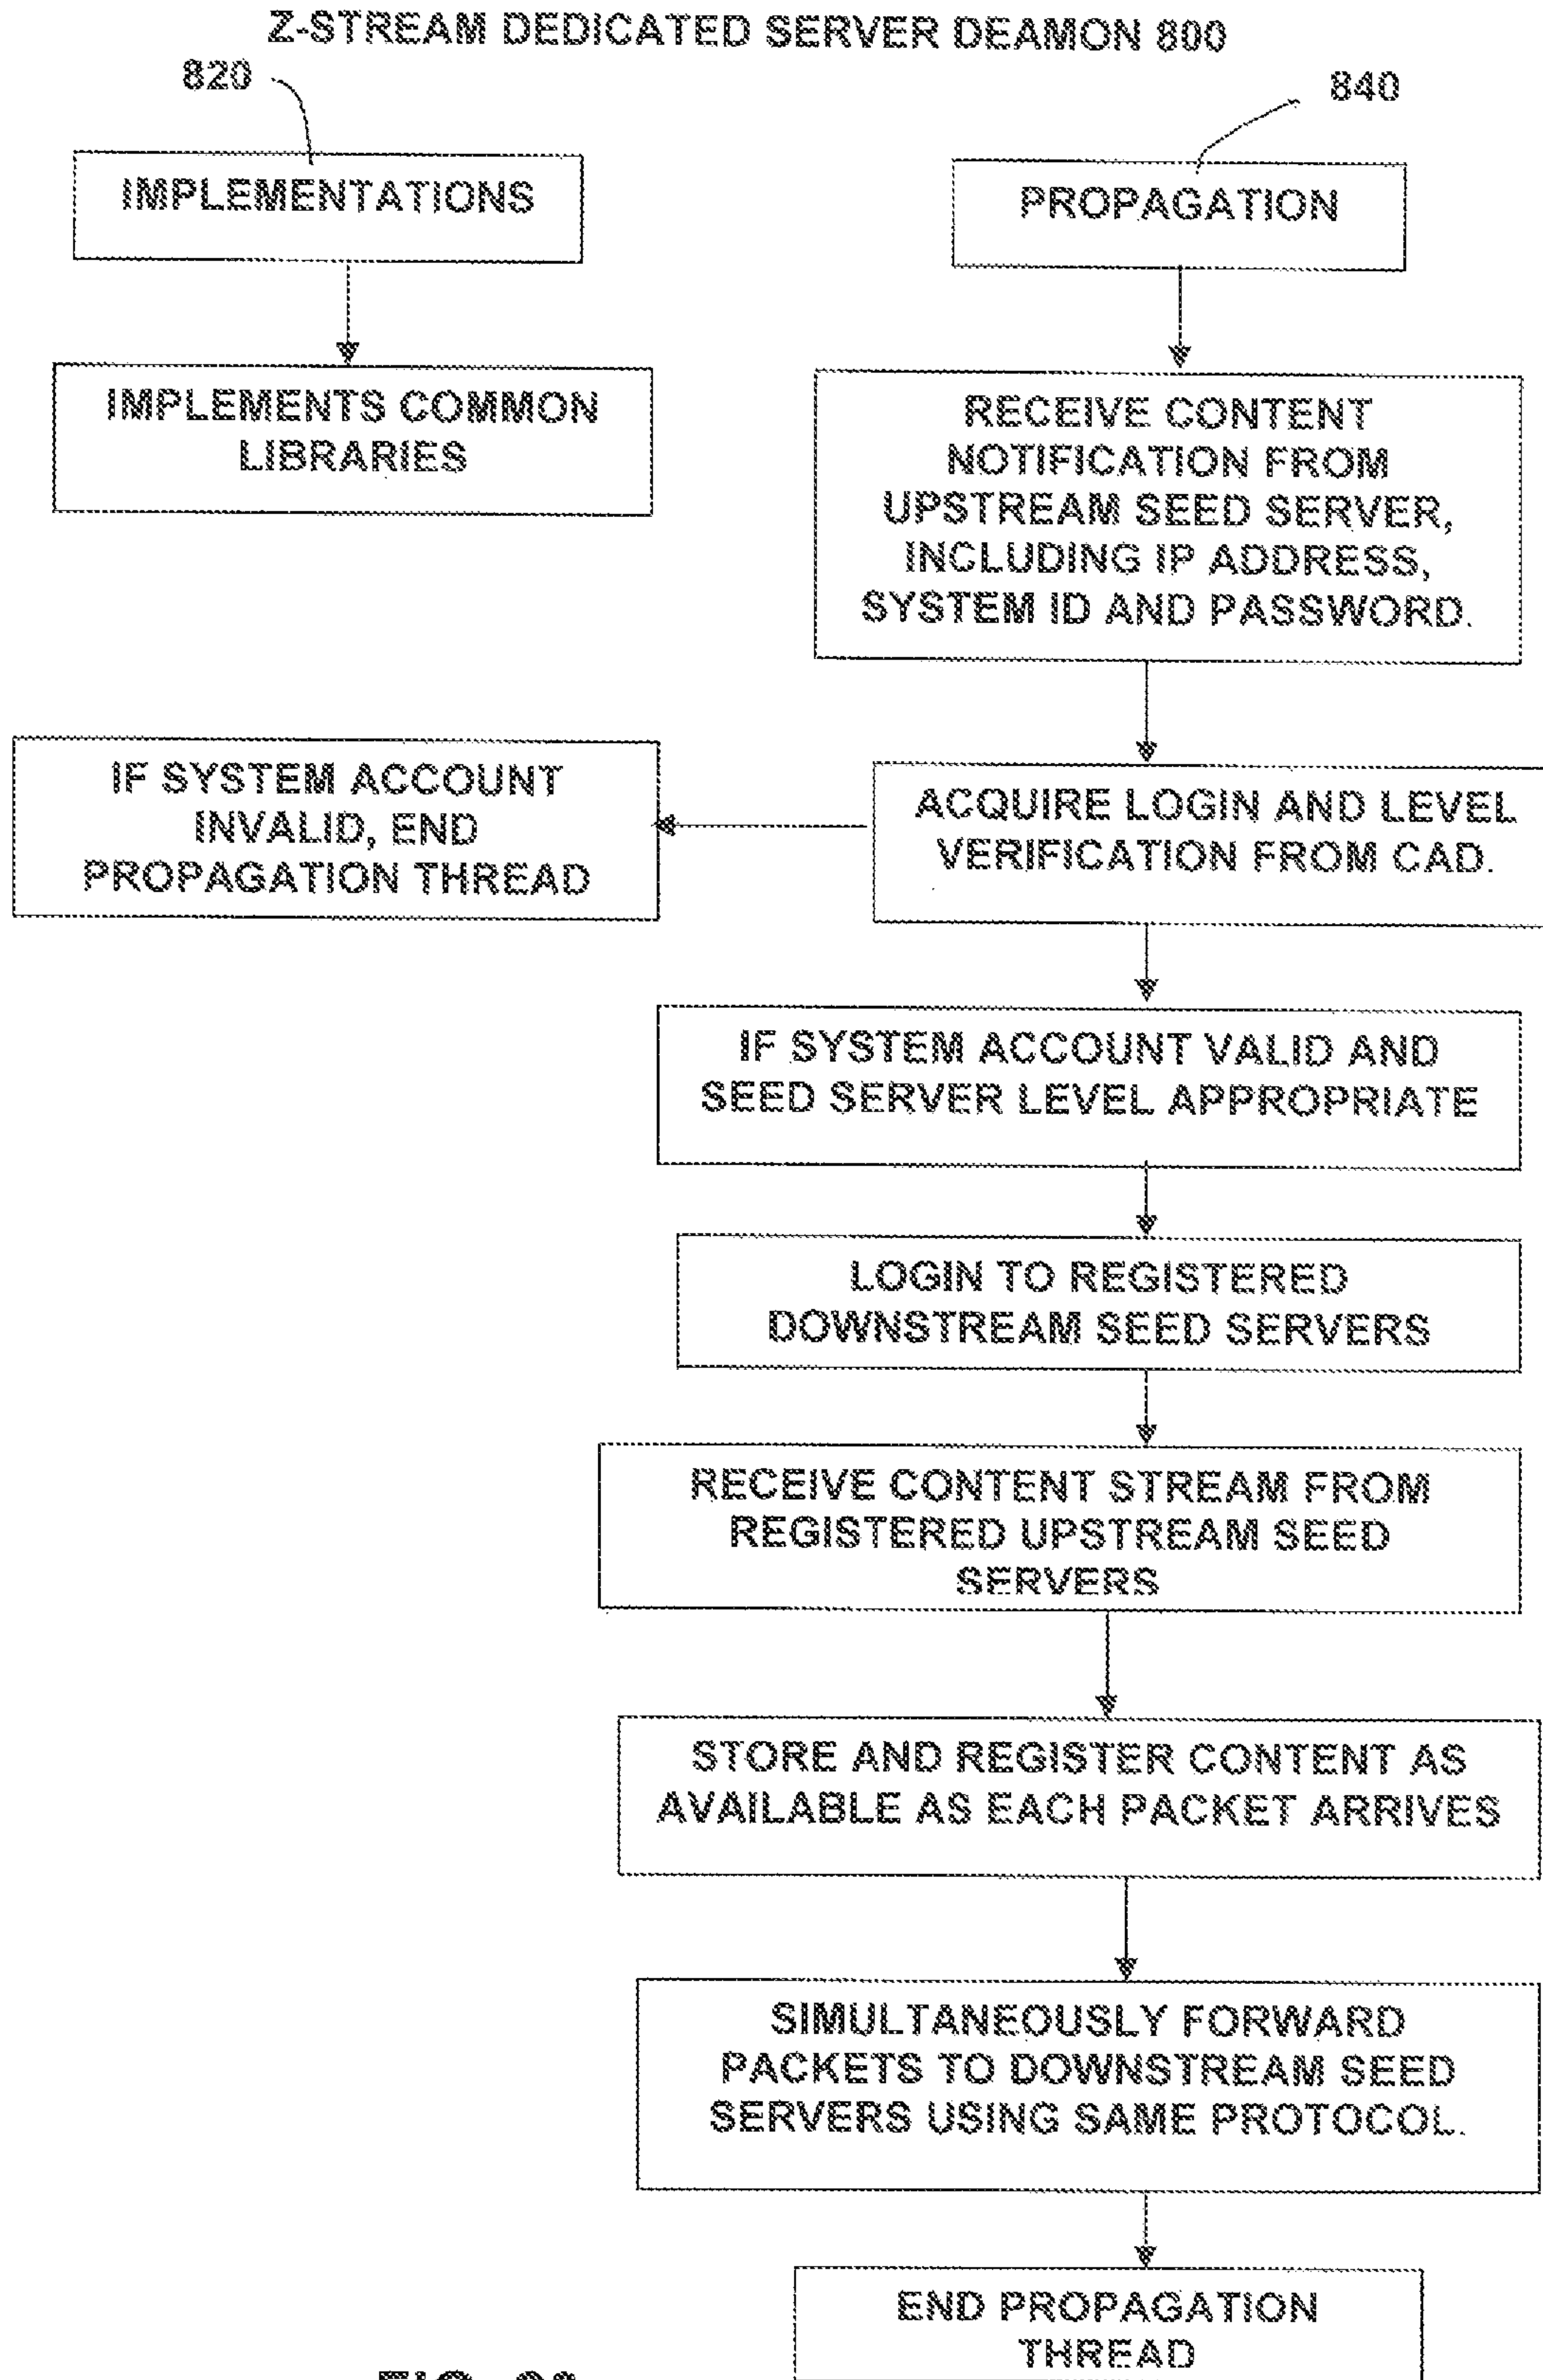 Z-STREAM DEDICATED SERVER DEAMON 800
820
840
IMPLEMENTATIONS
PROPAGATION
IMPLEMENTS COMMON
LIBRARIES
RECEIVE CONTENT
NOTIFICATION FROM
UPSTREAM SEED SERVER,
INCLUDING IP ADDRESS,
SYSTEM ID AND PASSWORD.
IF SYSTEM ACCOUNT
INVALID, END
PROPAGATION THREAD
ACQUIRE LOGIN AND LEVEL
VERIFICATION FROM CAD.
IF SYSTEM ACCOUNT VALID AND
SEED SERVER LEVEL APPROPRIATE
LOGIN TO REGISTERED
DOWNSTREAM SEED SERVERS
RECEIVE CONTENT STREAM FROM
REGISTERED UPSTREAM SEED
SERVERS
STORE AND REGISTER CONTENT AS
AVAILABLE AS EACH PACKET ARRIVES
SIMULTANEOUSLY FORWARD
PACKETS TO DOWNSTREAM SEED
SERVERS USING SAME PROTOCOL.
END PROPAGATION
THREAD
FIG.